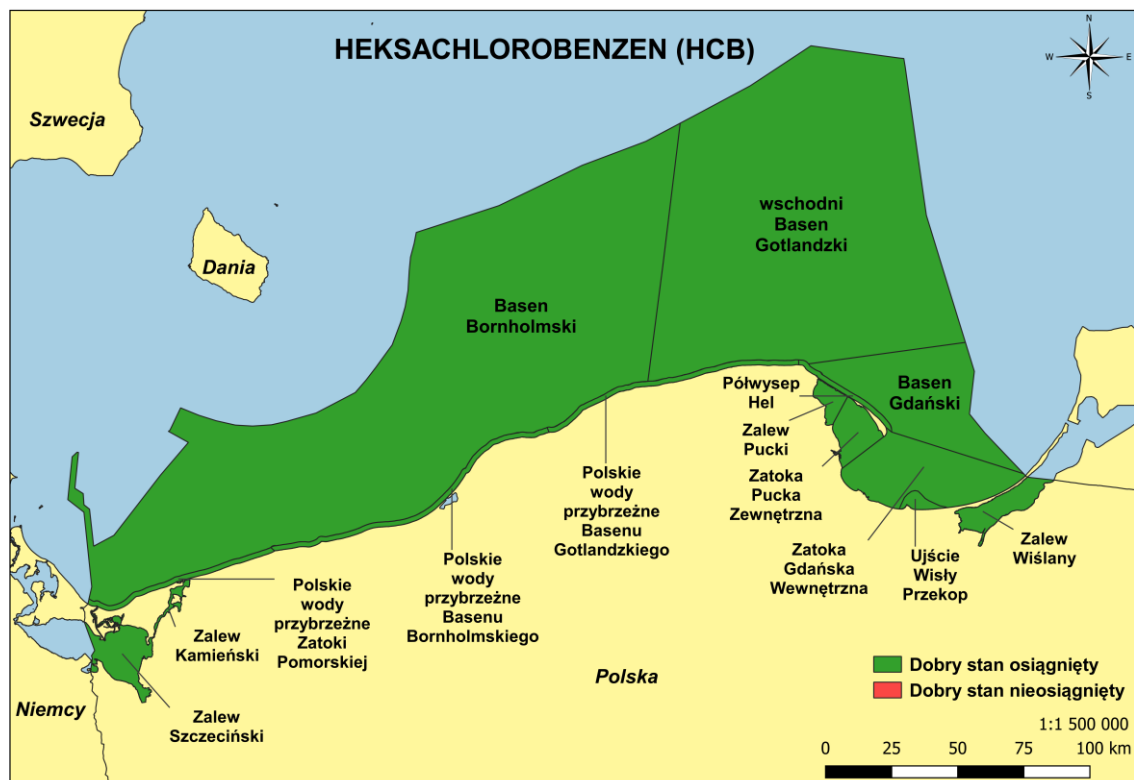 HEKSACHLOROBENZEN (HCB)
N
W
E
S
Szwecja
Dania
wschodni
Basen
Gotlandzki
Basen
Bornholmski
Basen
Gdański
Półwysep
Hel
Zalew
Pucki
Zatoka
Pucka
Zewnętrzna
Zatoka
Gdańska
Wewnętrzna
Ujście
Wisły
Przekop
Zalew
Wiślany
Polskie
wody
przybrzeżne
Basenu
Gotlandzkiego
Polskie
wody
przybrzeżne
Basenu
Bornholmskiego
Polskie
wody
przybrzeżne
Zatoki
Pomorskiej
Zalew
Kamieński
Zalew
Szczeciński
Niemcy
Polska
Dobry stan osiągnięty
Dobry stan nieosiągnięty
1:1 500 000
0 25 50 75 100 km